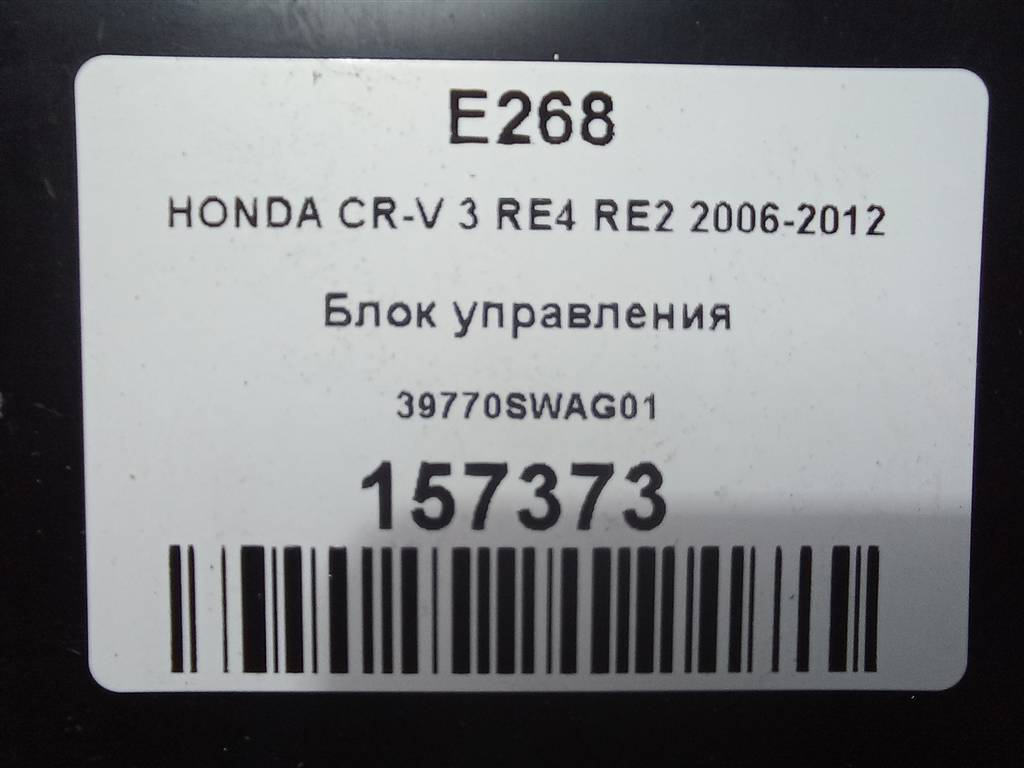 E268
HONDA CR-V 3 RE4 RE2 2006-2012
Блок управления
39770SWAG01
157373